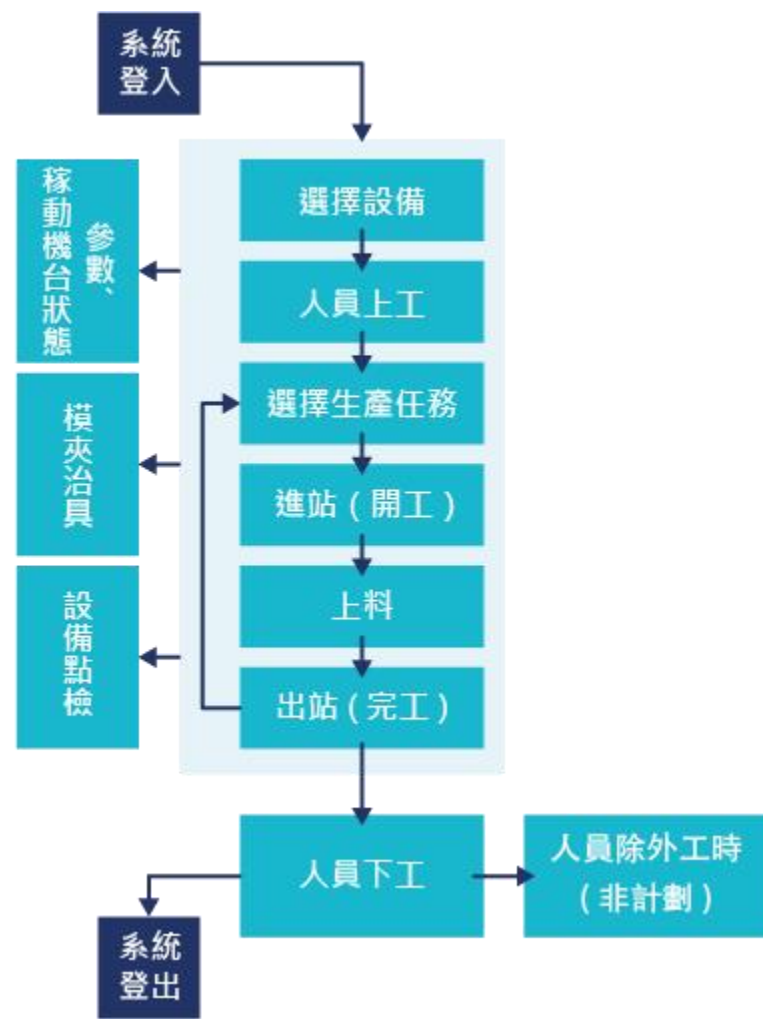 系統
登入
選擇設備
參數、
稼動機台狀態
人員上工
選擇生產任務
模夾治具
進站（開工）
上料
設備點檢
出站（完工）
人員下工
人員除外工時
（非計劃）
系統
登出